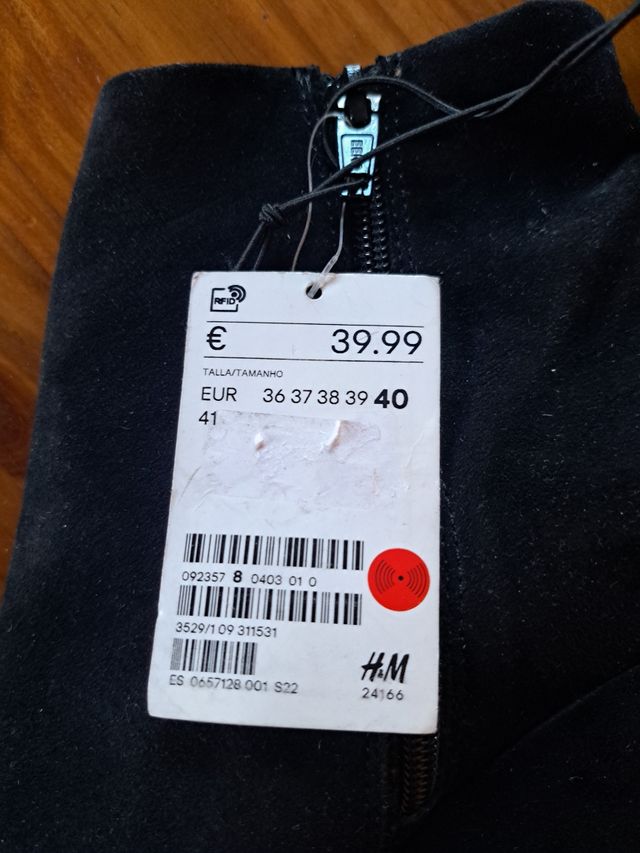 RFID
€ 39.99
TALLA/TAMANHO
EUR 36 37 38 39 40
41
092357 8 0403 01 0
3529/1 09 311531
H&M
ES 0657128 001 S22
24166